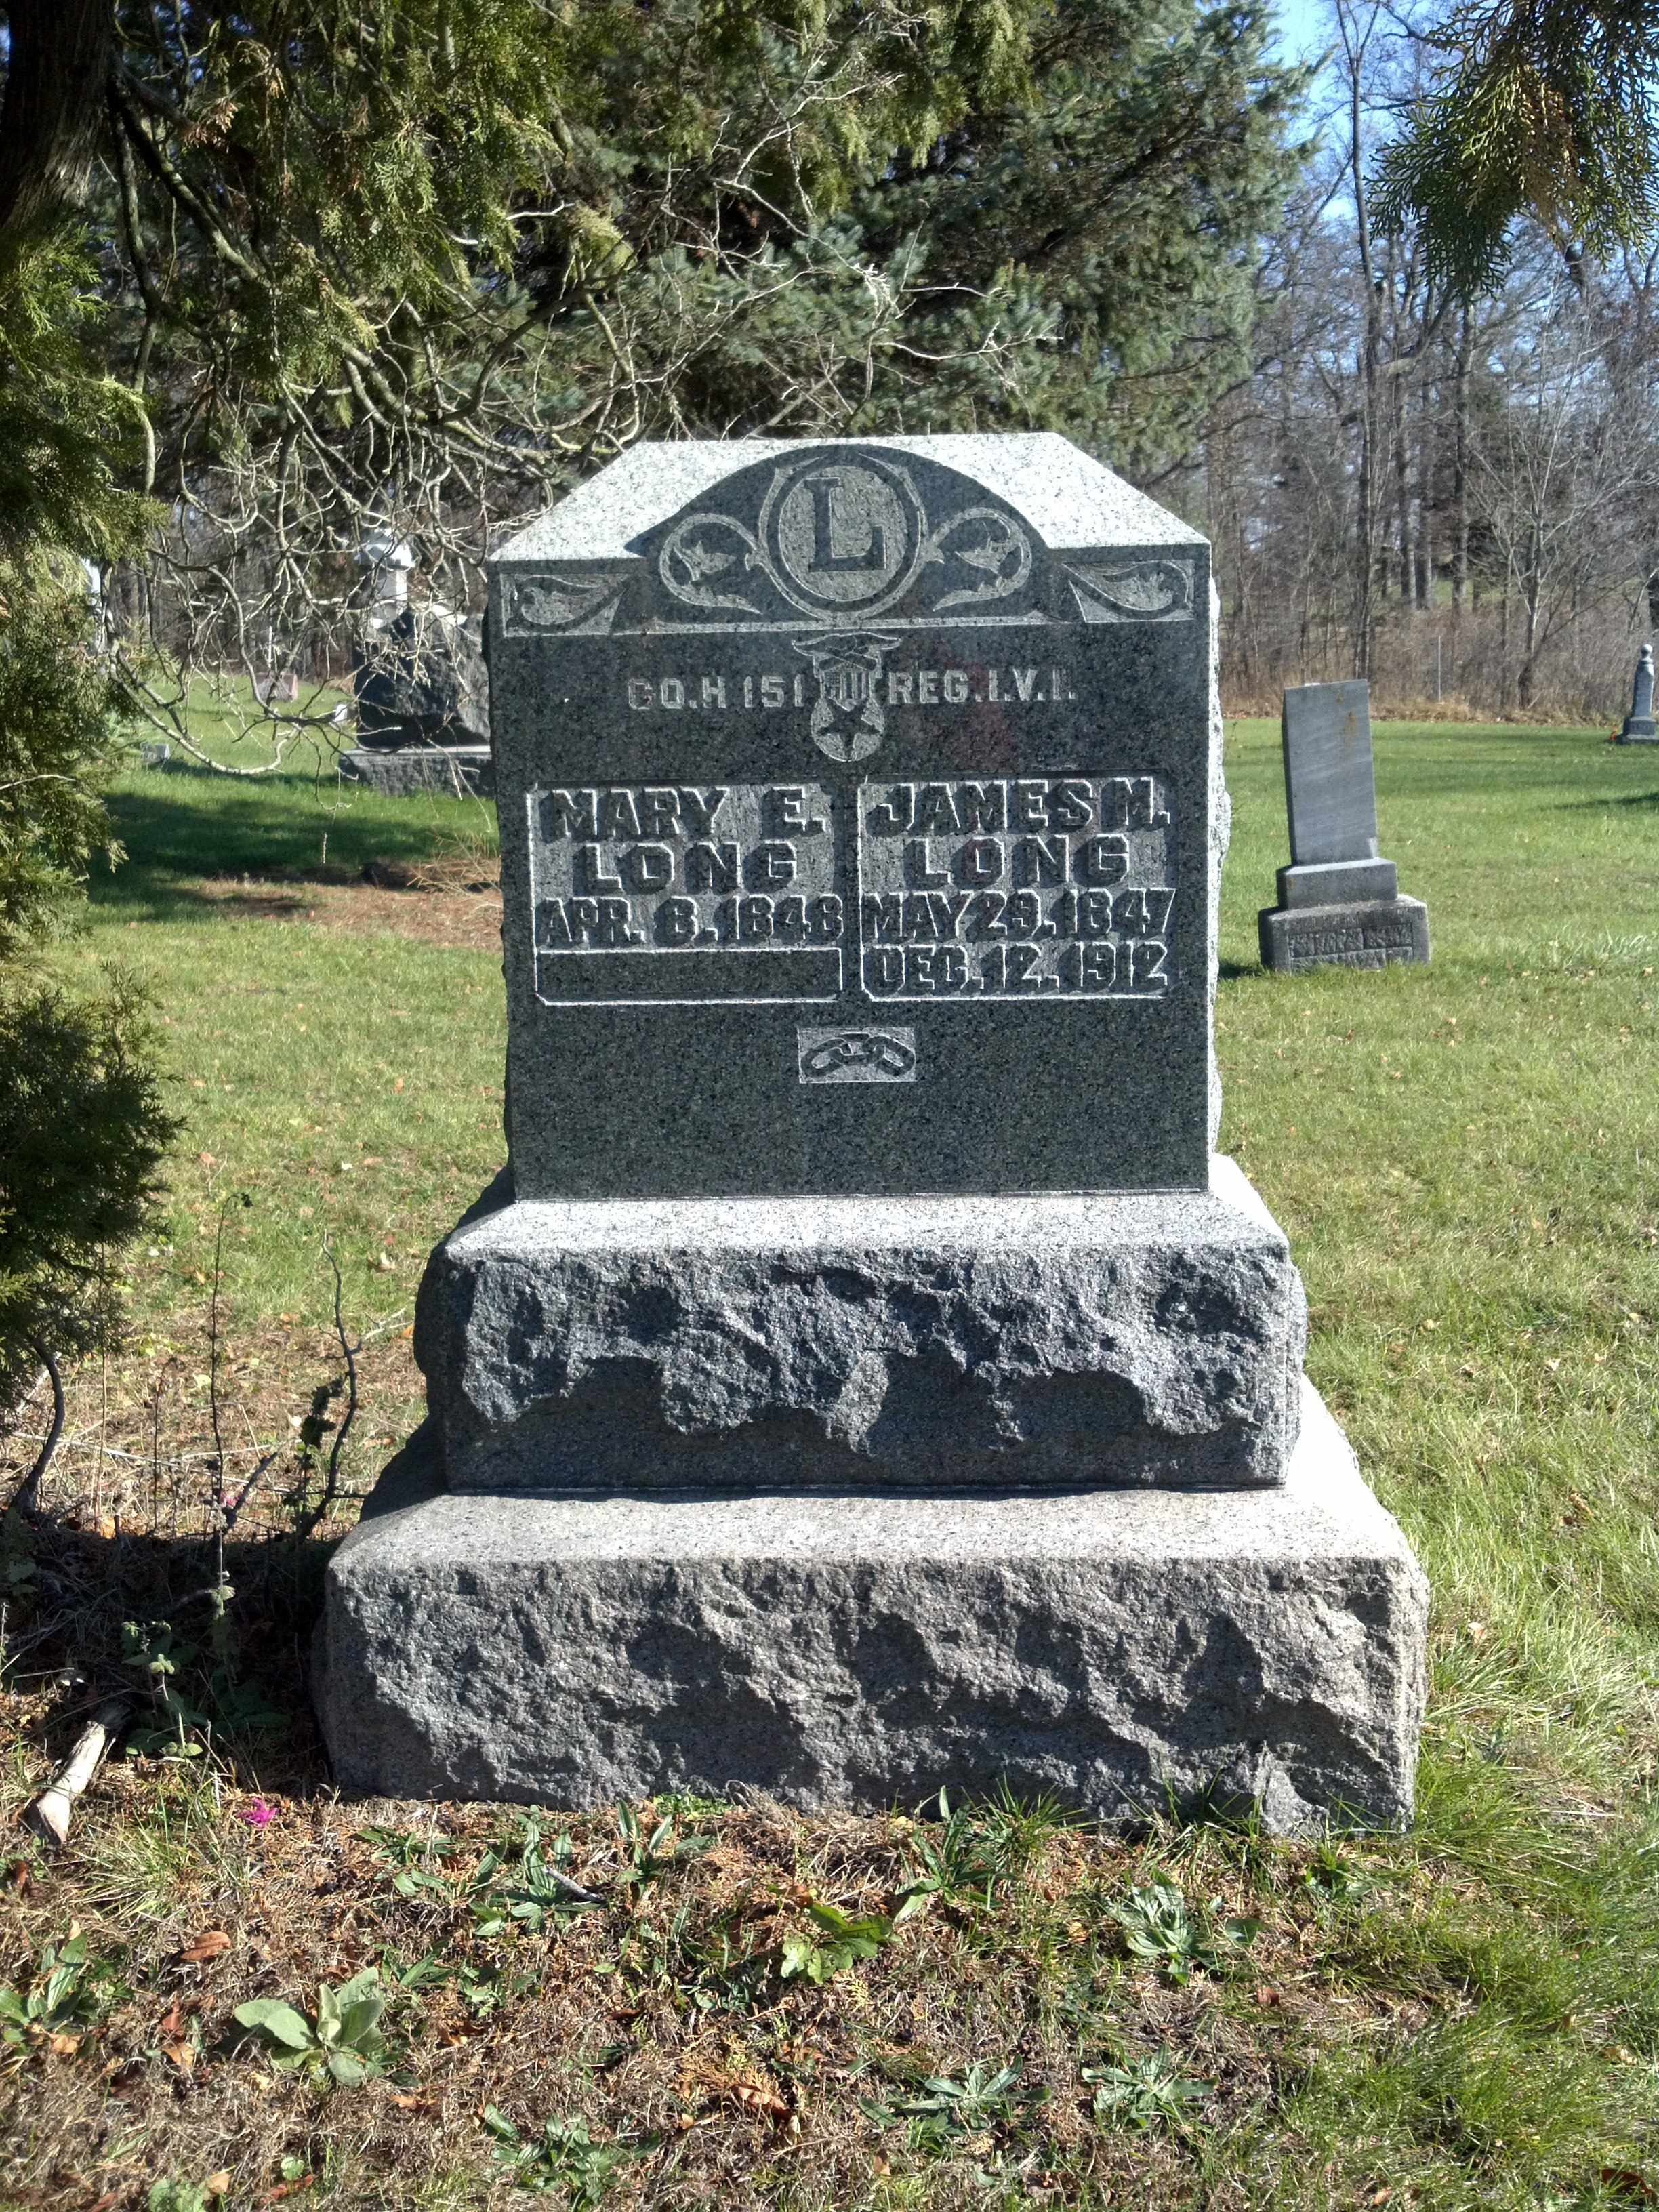 L
CO. H 151 REG. I. V. I.
MARY E.
LONG
APR. 8. 1848
JAMES M.
LONG
MAY 29. 1847
DEC. 12. 1912